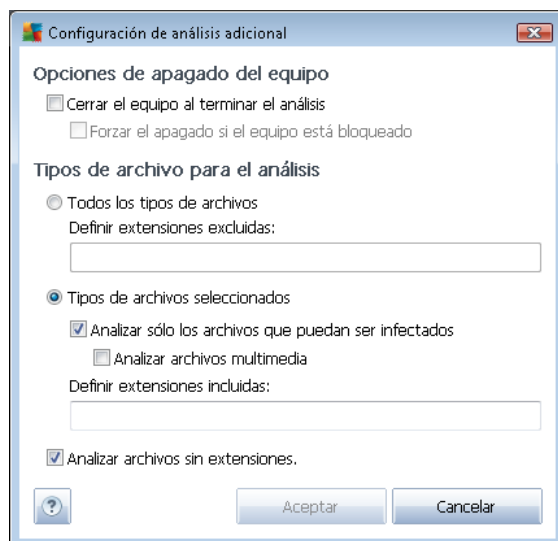 Configuración de análisis adicional
Opciones de apagado del equipo
Cerrar el equipo al terminar el análisis
Forzar el apagado si el equipo está bloqueado
Tipos de archivo para el análisis
Todos los tipos de archivos
Definir extensiones excluidas:
Tipos de archivos seleccionados
Analizar sólo los archivos que puedan ser infectados
Analizar archivos multimedia
Definir extensiones incluidas:
Analizar archivos sin extensiones.
?
Aceptar
Cancelar